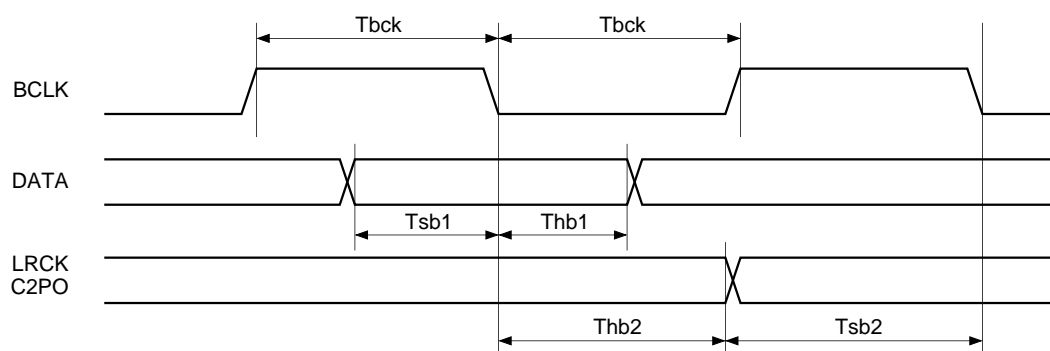 Tbck Tbck
BCLK
DATA
Tsb1 Thb1
LRCK
C2PO
Thb2 Tsb2